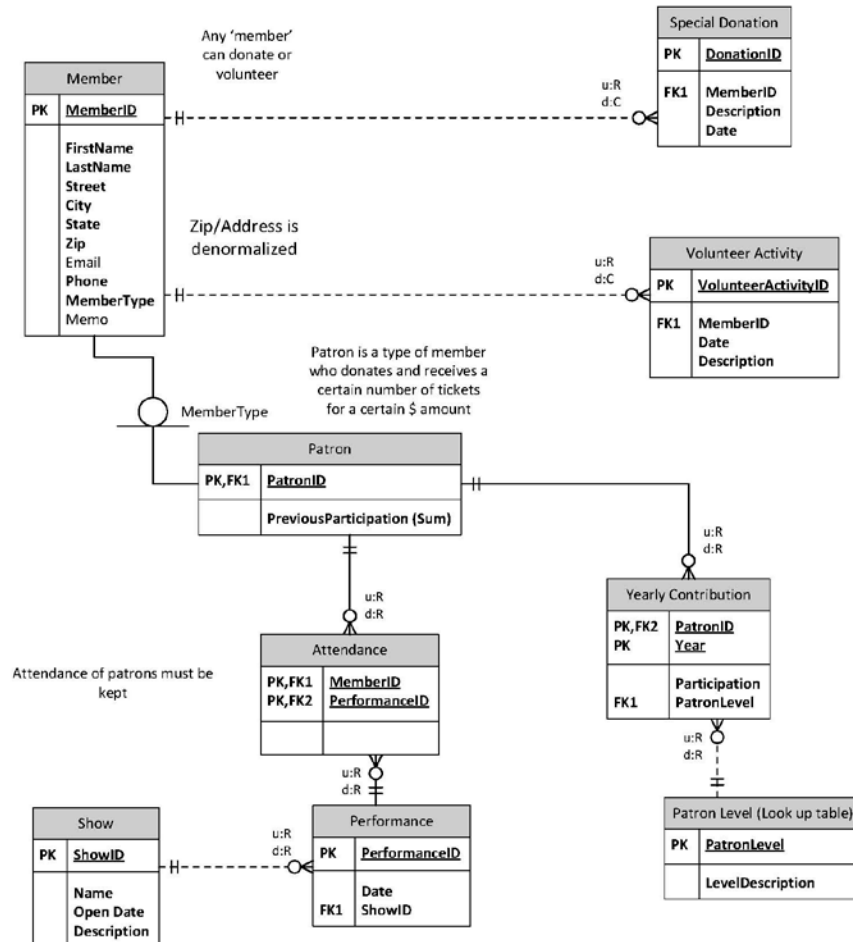 Any 'member'
can donate or
volunteer
Special Donation
PK DonationID
FK1 MemberID
Description
Date
u:R
d:C
Member
PK MemberID
FirstName
LastName
Street
City
State
Zip
Email
Phone
MemberType
Memo
Zip/Address is
denormalized
u:R
d:C
Volunteer Activity
PK VolunteerActivityID
FK1 MemberID
Date
Description
Patron is a type of member
who donates and receives a
certain number of tickets
for a certain $ amount
MemberType
Patron
PK,FK1 PatronID
PreviousParticipation (Sum)
u:R
d:R
u:R
d:R
Yearly Contribution
PK,FK2 PatronID
PK Year
Participation
FK1 PatronLevel
Attendance of patrons must be
kept
Attendance
PK,FK1 MemberID
PK,FK2 PerformanceID
u:R
d:R
u:R
d:R
Patron Level (Look up table)
PK PatronLevel
LevelDescription
Show
PK ShowID
Name
Open Date
Description
u:R
d:R
Performance
PK PerformanceID
Date
FK1 ShowID